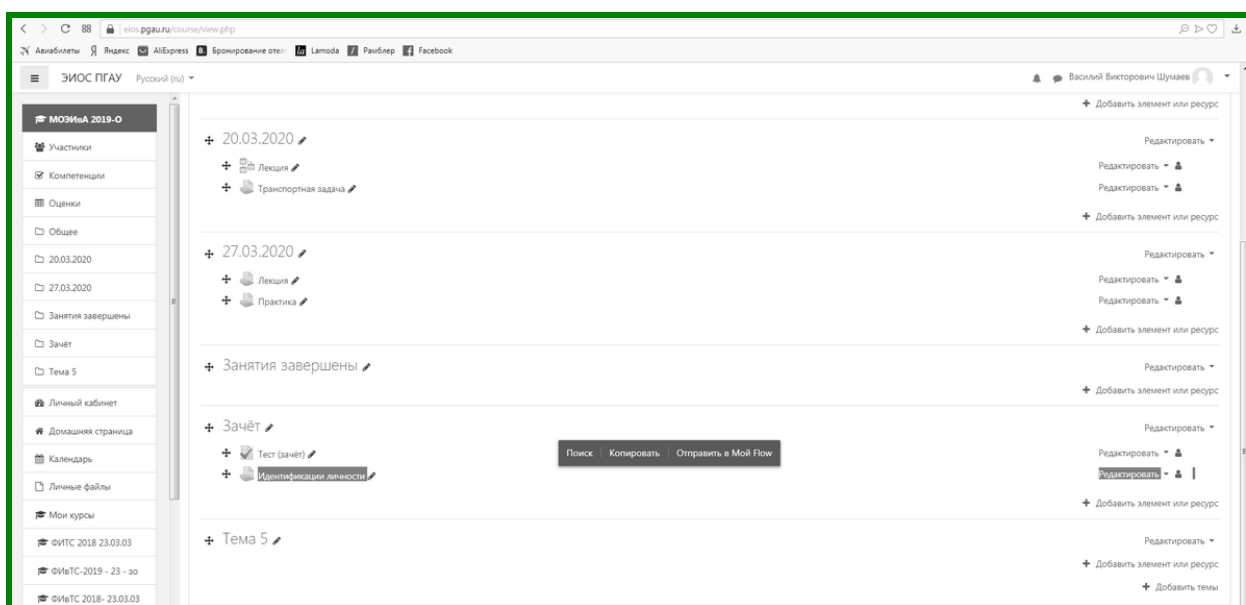 88 eios.pgau.ru/course/view.php
Авиабилеты Яндекс AliExpress Бронирование отел Lamoda Рамблер Facebook
ЭИОС ПГАУ Русский (ru) Василий Викторович Шумаев
Добавить элемент или ресурс
МОЭИвА 2019-О
Участники
Компетенции
Оценки
Общее
20.03.2020
27.03.2020
Занятия завершены
Зачёт
Тема 5
Личный кабинет
Домашняя страница
Календарь
Личные файлы
Мои курсы
ФИТС 2018 23.03.03
ФИвТС-2019 - 23 - зо
ФИвТС 2018- 23.03.03
20.03.2020 Редактировать
Лекция Редактировать
Транспортная задача Редактировать
Добавить элемент или ресурс
27.03.2020 Редактировать
Лекция Редактировать
Практика Редактировать
Добавить элемент или ресурс
Занятия завершены Редактировать
Добавить элемент или ресурс
Зачёт Редактировать
Тест (зачёт) Редактировать
Поиск Копировать Отправить в Мой Flow
Идентификации личности Редактировать
Добавить элемент или ресурс
Тема 5 Редактировать
Добавить элемент или ресурс
Добавить темы